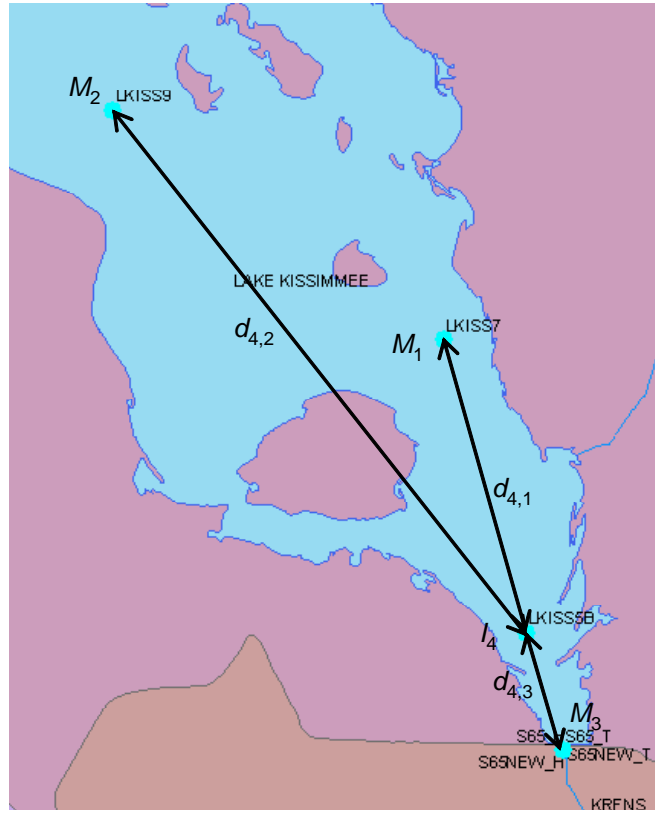 M2
LKISS9
LAKE KISSIMMEE
d4,2
LKISS7
M1
d4,1
LKISS5B
I4
d4,3
M3
S65_T
S65NEW_H
S65NEW_T
KRENS